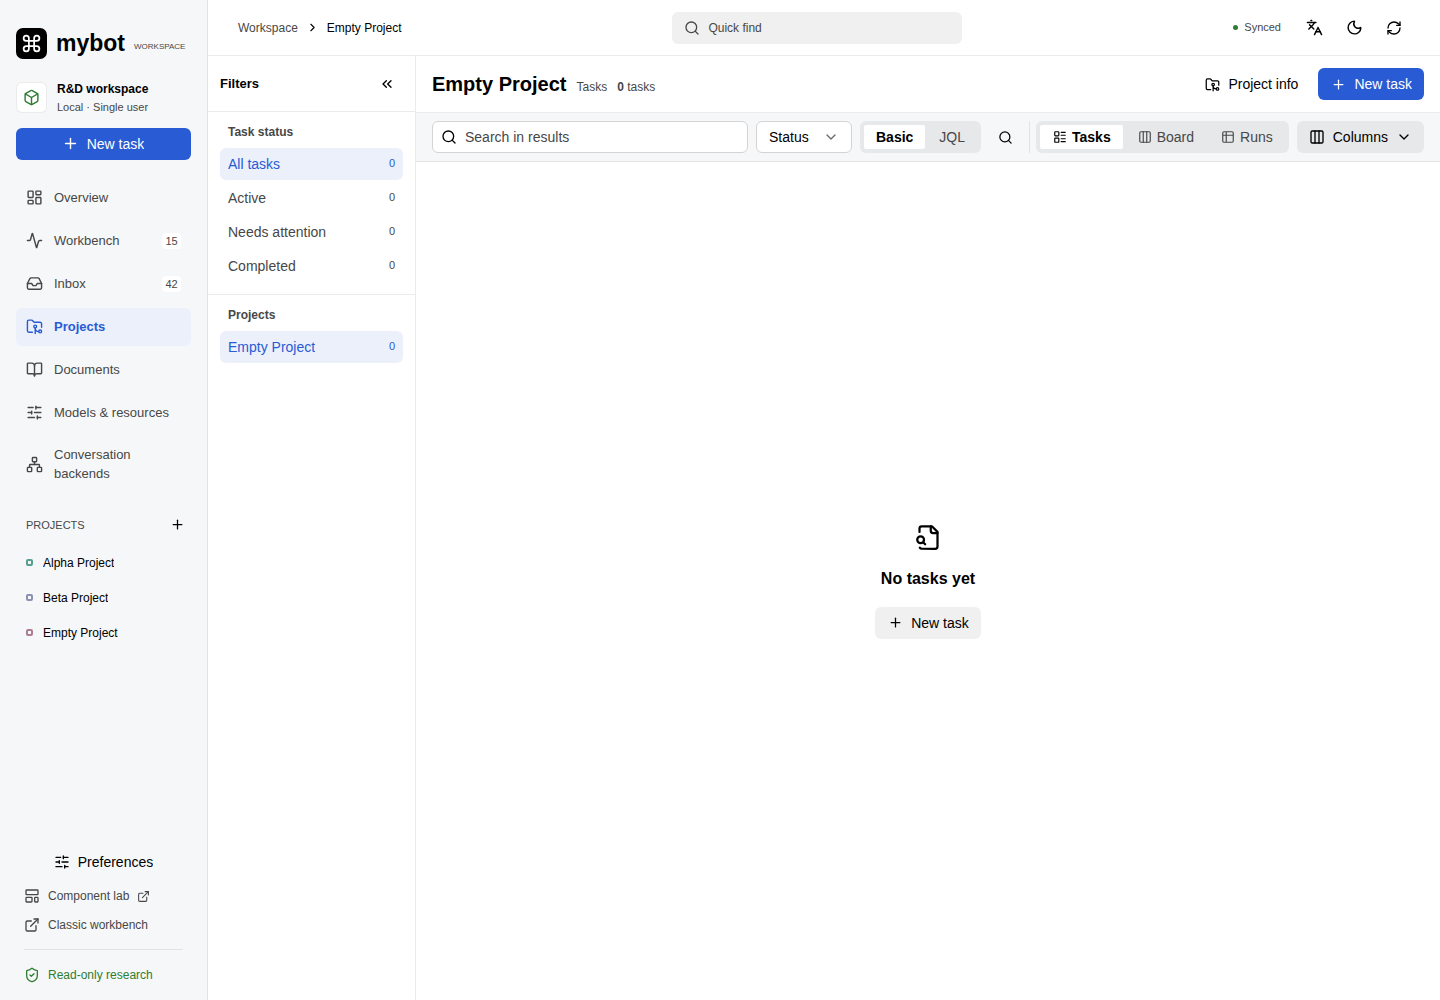 mybot WORKSPACE
R&D workspace
Local · Single user
New task
Overview
Workbench 15
Inbox 42
Projects
Documents
Models & resources
Conversation
backends
PROJECTS
Alpha Project
Beta Project
Empty Project
Preferences
Component lab
Classic workbench
Read-only research
Workspace Empty Project
Quick find
Synced
Filters
Task status
All tasks 0
Active 0
Needs attention 0
Completed 0
Projects
Empty Project 0
Empty Project Tasks 0 tasks
Project info
New task
Search in results
Status
Basic JQL
Tasks Board Runs
Columns
No tasks yet
New task